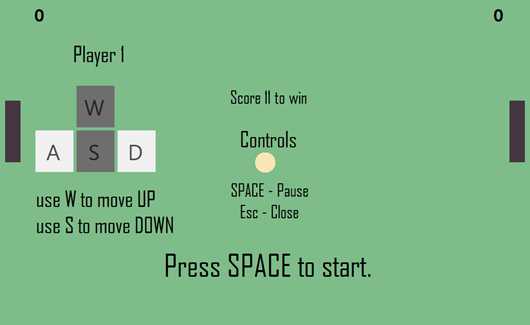 0 0
Player 1
W
A S D
use W to move UP
use S to move DOWN
Score 11 to win
Controls
SPACE - Pause
Esc - Close
Press SPACE to start.